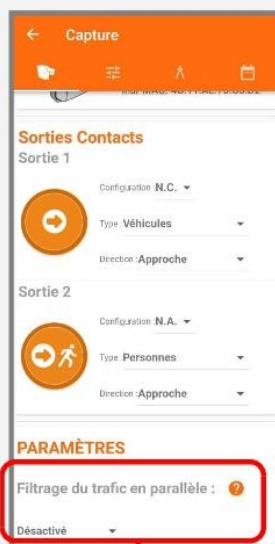 Capture
Sorties Contacts
Sortie 1
Configuration :N.C.
Type :Véhicules
Direction :Approche
Sortie 2
Configuration :N.A.
Type :Personnes
Direction :Approche
PARAMÈTRES
Filtrage du trafic en parallèle : ?
Désactivé